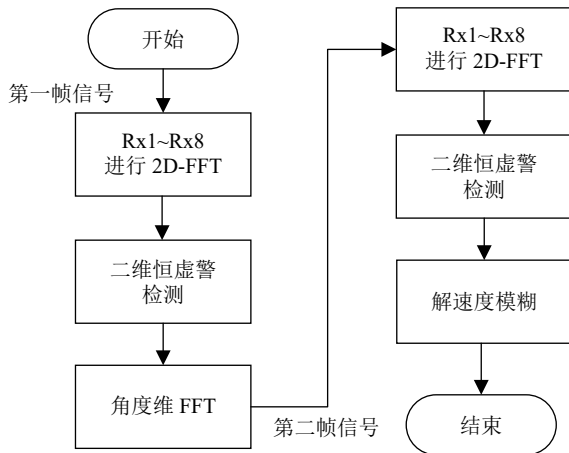 开始
第一帧信号
Rx1~Rx8
进行 2D-FFT
二维恒虚警
检测
角度维 FFT
第二帧信号
Rx1~Rx8
进行 2D-FFT
二维恒虚警
检测
解速度模糊
结束